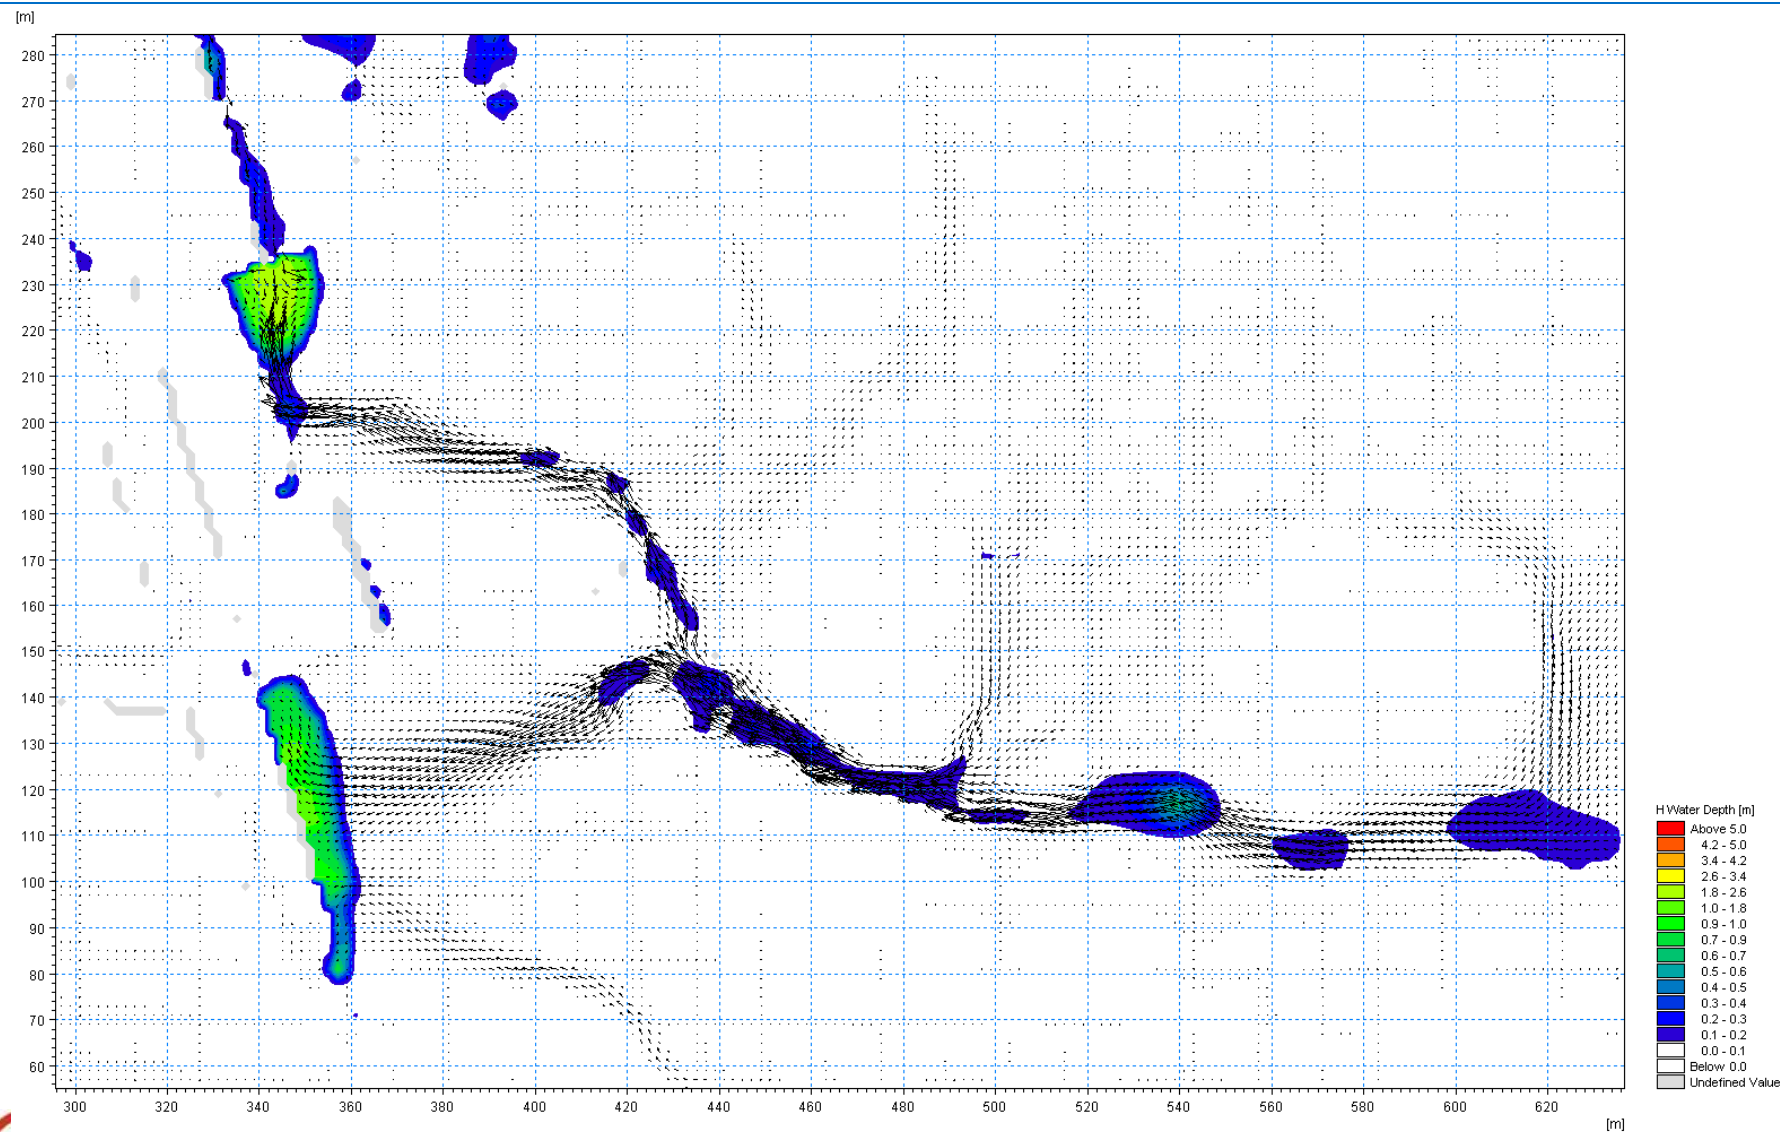 [m]
280
270
260
250
240
230
220
210
200
190
180
170
160
150
140
130
120
110
100
90
80
70
60
300 320 340 360 380 400 420 440 460 480 500 520 540 560 580 600 620
[m]
H Water Depth [m]
Above 5.0
4.2 - 5.0
3.4 - 4.2
2.6 - 3.4
1.8 - 2.6
1.0 - 1.8
0.9 - 1.0
0.7 - 0.9
0.6 - 0.7
0.5 - 0.6
0.4 - 0.5
0.3 - 0.4
0.2 - 0.3
0.1 - 0.2
0.0 - 0.1
Below 0.0
Undefined Value